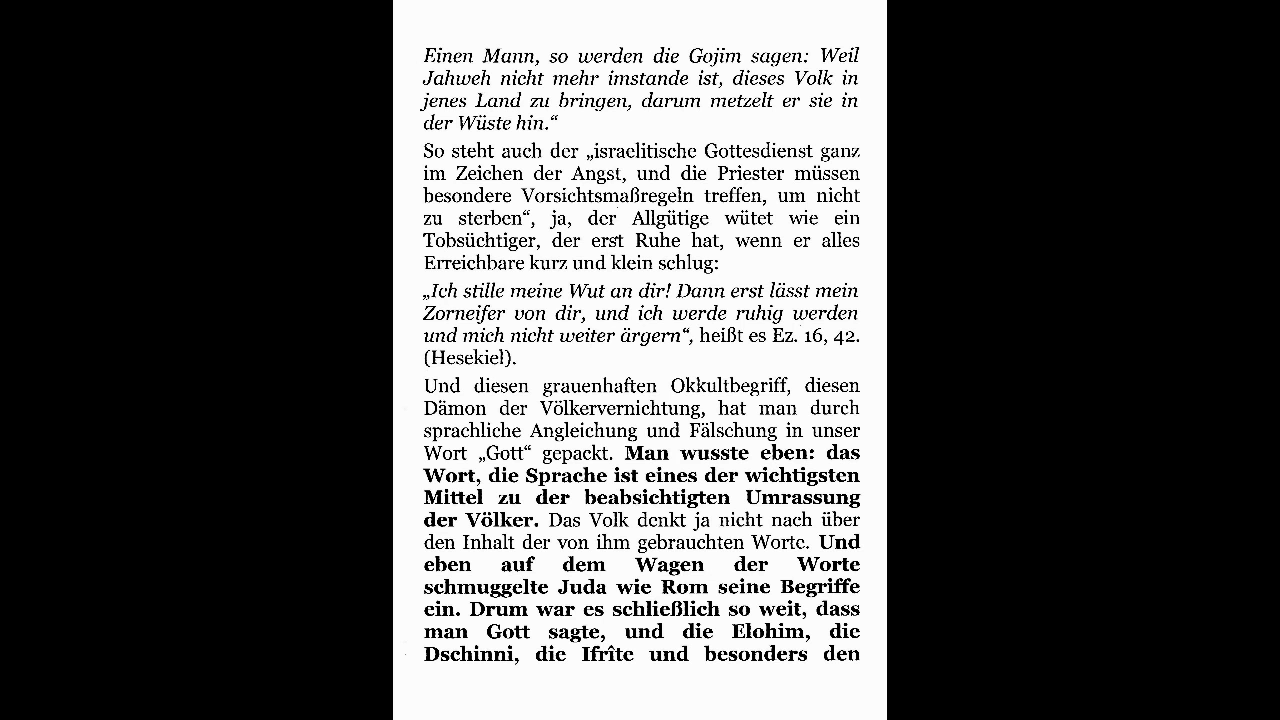 Einen Mann, so werden die Gojim sagen: Weil
Jahweh nicht mehr imstande ist, dieses Volk in
jenes Land zu bringen, darum metzelt er sie in
der Wüste hin.“
So steht auch der „israelitische Gottesdienst ganz
im Zeichen der Angst, und die Priester müssen
besondere Vorsichtsmaßregeln treffen, um nicht
zu sterben“, ja, der Allgütige wütet wie ein
Tobsüchtiger, der erst Ruhe hat, wenn er alles
Erreichbare kurz und klein schlug:
„Ich stille meine Wut an dir! Dann erst lässt mein
Zorneifer von dir, und ich werde ruhig werden
und mich nicht weiter ärgern“, heißt es Ez. 16, 42.
(Hesekiel).
Und diesen grauenhaften Okkultbegriff, diesen
Dämon der Völkervernichtung, hat man durch
sprachliche Angleichung und Fälschung in unser
Wort „Gott“ gepackt. Man wusste eben: das
Wort, die Sprache ist eines der wichtigsten
Mittel zu der beabsichtigten Umrassung
der Völker. Das Volk denkt ja nicht nach über
den Inhalt der von ihm gebrauchten Worte. Und
eben auf dem Wagen der Worte
schmuggelte Juda wie Rom seine Begriffe
ein. Drum war es schließlich so weit, dass
man Gott sagte, und die Elohim, die
Dschinni, die Ifrîte und besonders den